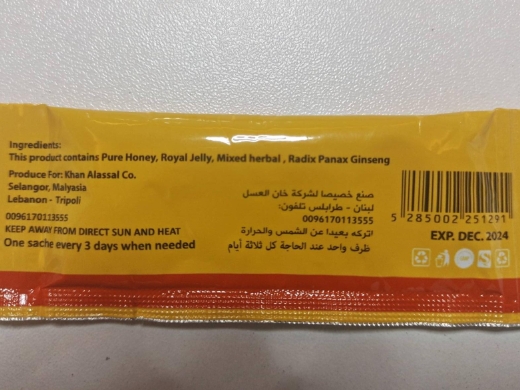 Ingredients:
This product contains Pure Honey, Royal Jelly, Mixed herbal , Radix Panax Ginseng
Produce For: Khan Alassal Co.
Selangor, Malyasia
Lebanon - Tripoli
0096170113555
KEEP AWAY FROM DIRECT SUN AND HEAT
One sache every 3 days when needed
صنع خصيصا لشركة خان العسل
لبنان - طرابلس تلفون:
0096170113555
اتركه بعيدا عن الشمس والحرارة
ظرف واحد عند الحاجة كل ثلاثة أيام
5 285002 251291
EXP. DEC. 2024